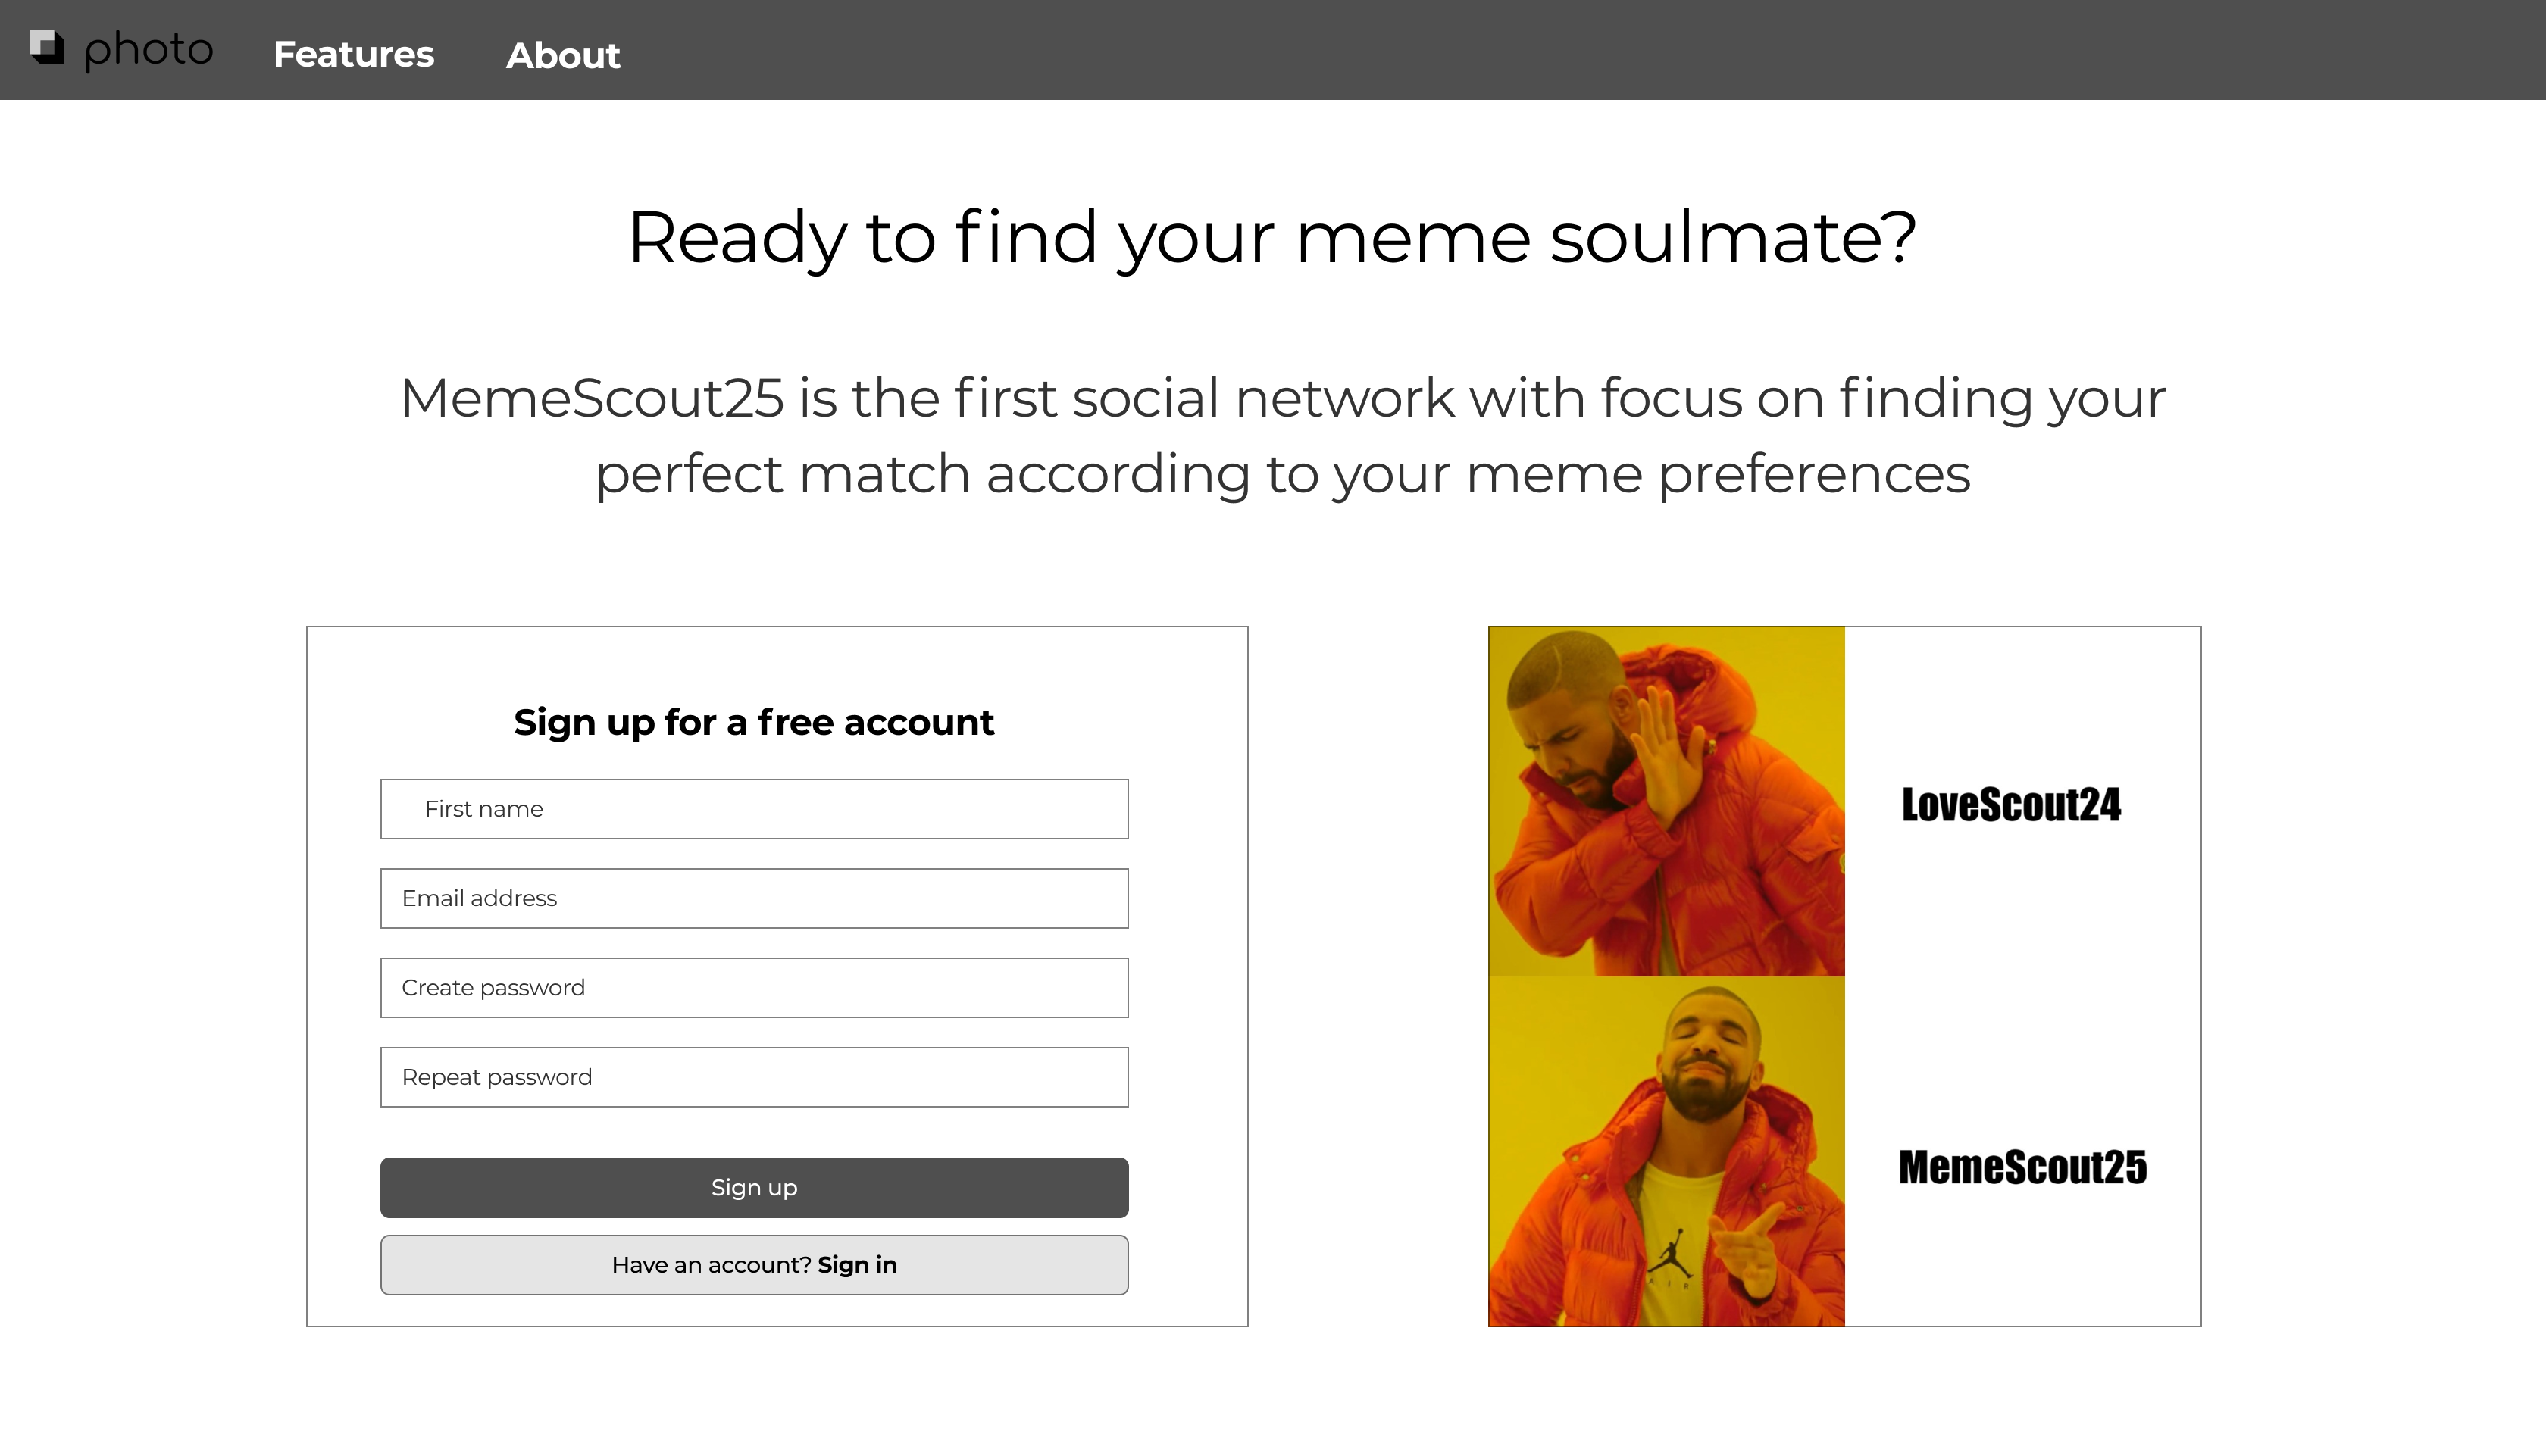 photo
Features
About
Ready to find your meme soulmate?
MemeScout25 is the first social network with focus on finding your
perfect match according to your meme preferences
Sign up for a free account
First name
Email address
Create password
Repeat password
Sign up
Have an account? Sign in
LoveScout24
MemeScout25
AIR